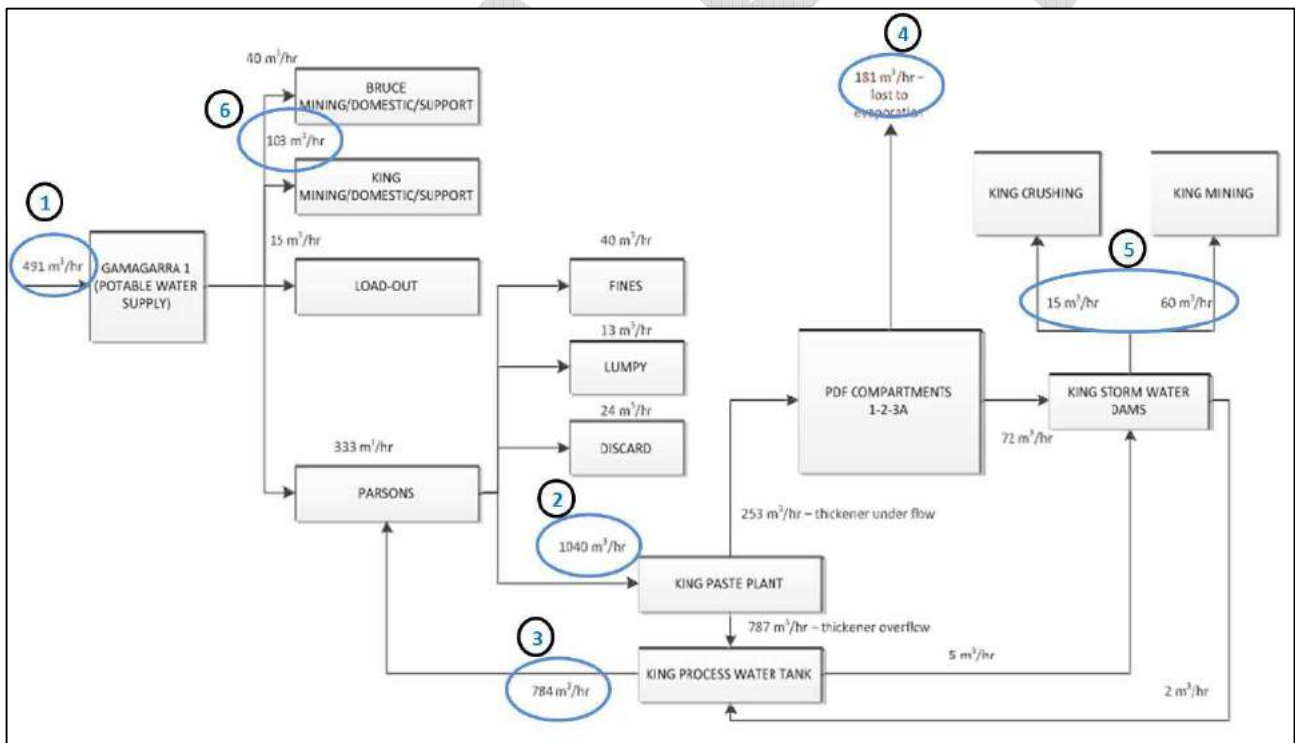 4
40 m³/hr
181 m³/hr –
lost to
evaporation
BRUCE
MINING/DOMESTIC/SUPPORT
6
103 m³/hr
KING CRUSHING
KING MINING
KING
MINING/DOMESTIC/SUPPORT
1
15 m³/hr
40 m³/hr
5
491 m³/hr
GAMAGARRA 1
(POTABLE WATER
SUPPLY)
LOAD-OUT
FINES
15 m³/hr
60 m³/hr
13 m³/hr
LUMPY
PDF COMPARTMENTS
1-2-3A
KING STORM WATER
DAMS
24 m³/hr
72 m³/hr
333 m³/hr
DISCARD
PARSONS
2
253 m³/hr – thickener under flow
1040 m³/hr
KING PASTE PLANT
787 m³/hr – thickener overflow
3
5 m³/hr
KING PROCESS WATER TANK
784 m³/hr
2 m³/hr